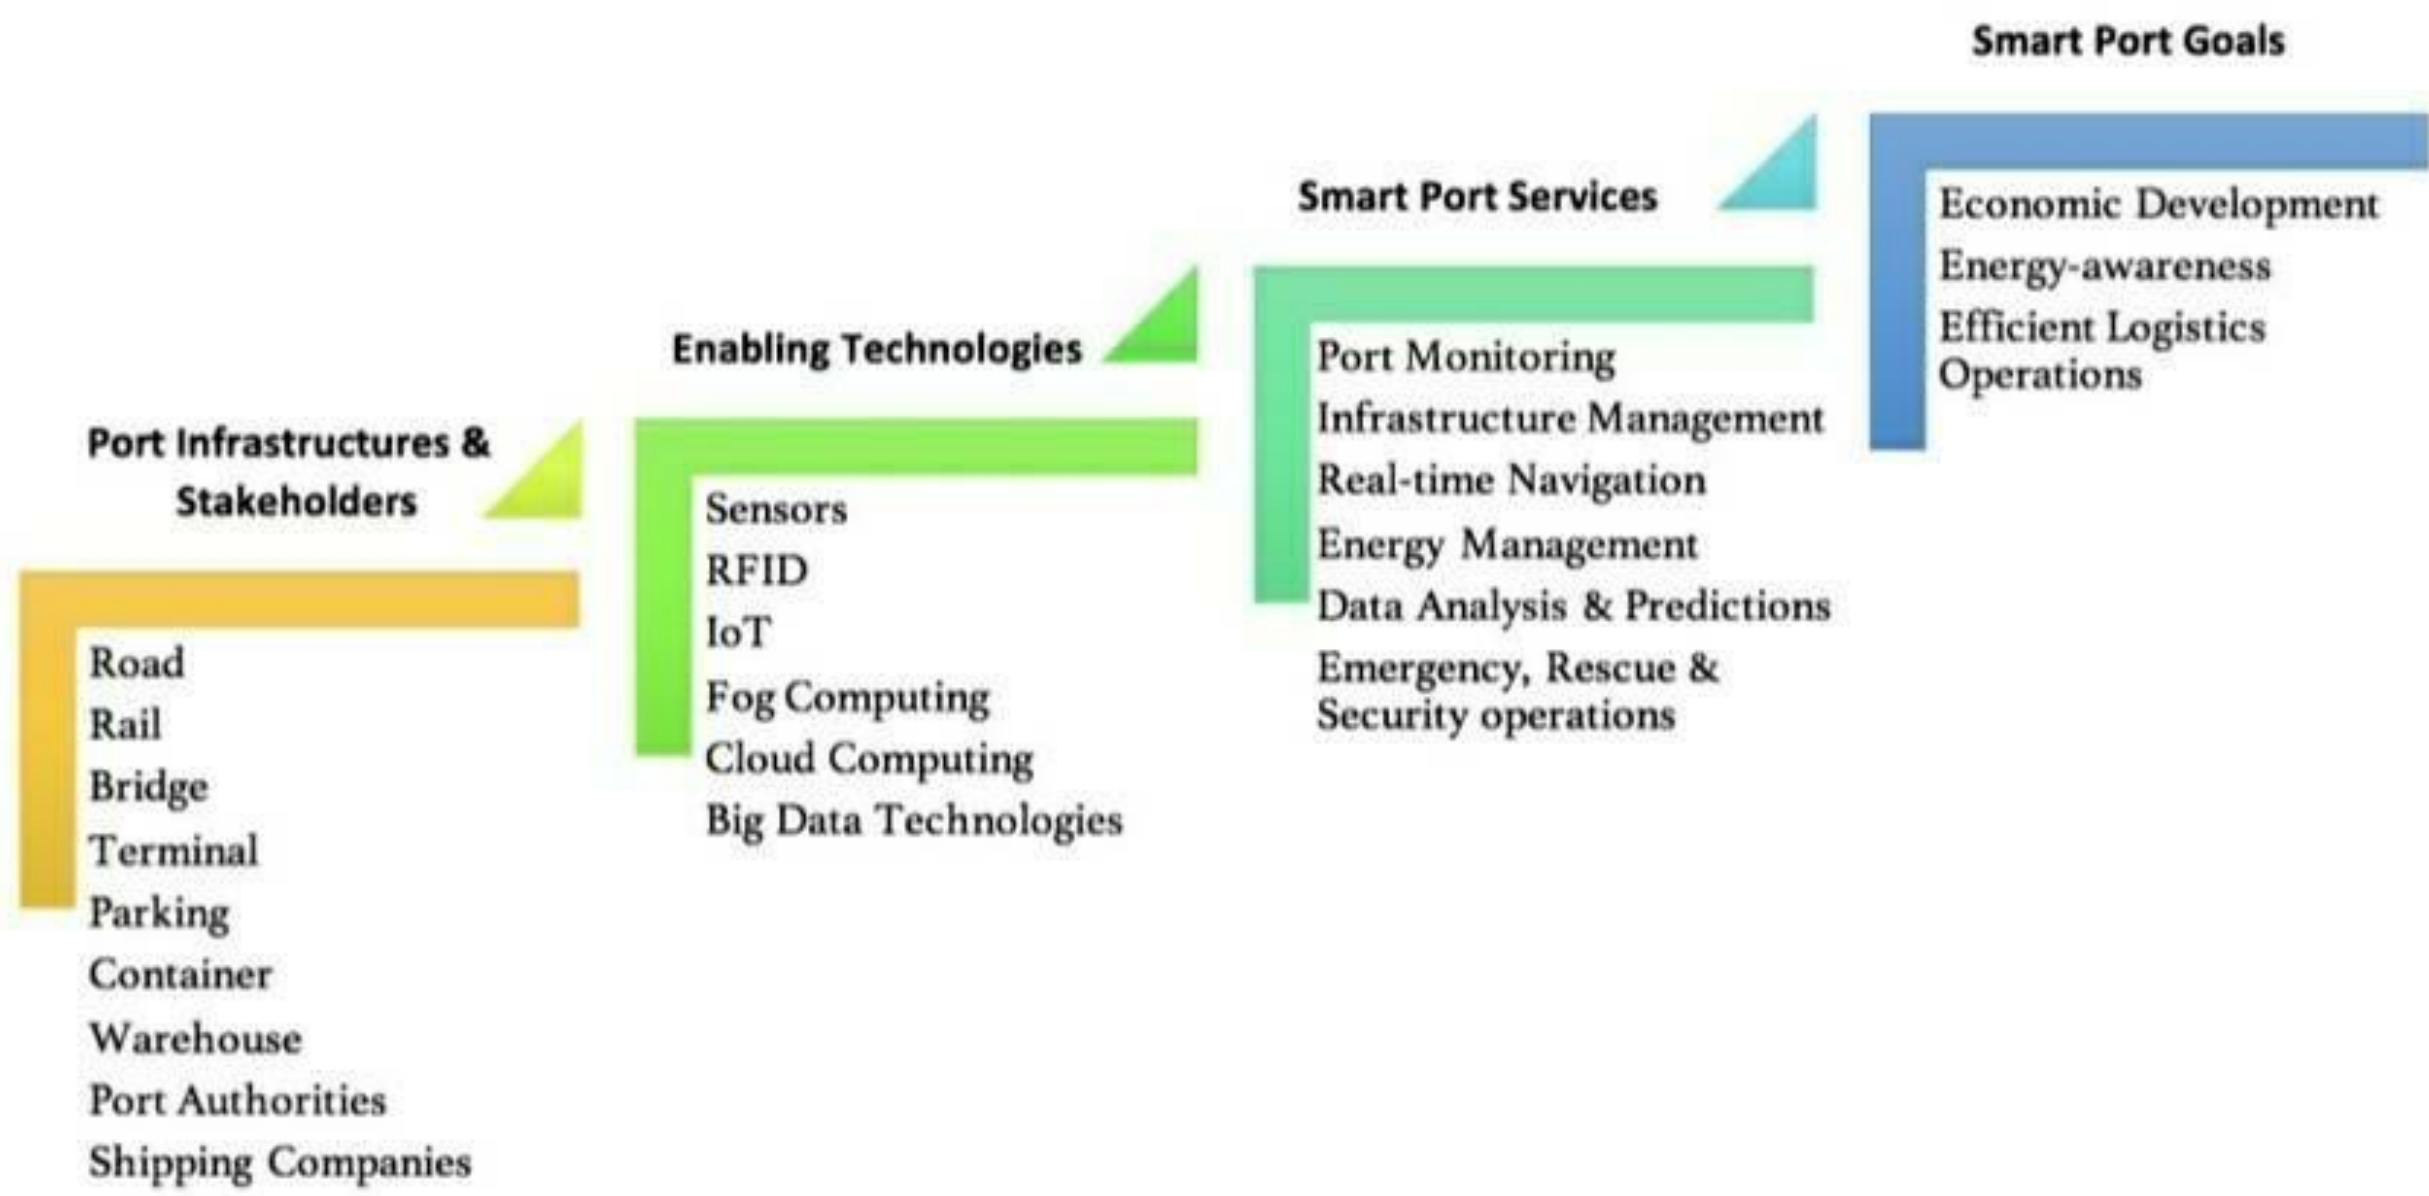 Smart Port Goals
Economic Development
Energy-awareness
Efficient Logistics
Operations
Smart Port Services
Port Monitoring
Infrastructure Management
Real-time Navigation
Energy Management
Data Analysis & Predictions
Emergency, Rescue &
Security operations
Enabling Technologies
Sensors
RFID
IoT
Fog Computing
Cloud Computing
Big Data Technologies
Port Infrastructures &
Stakeholders
Road
Rail
Bridge
Terminal
Parking
Container
Warehouse
Port Authorities
Shipping Companies